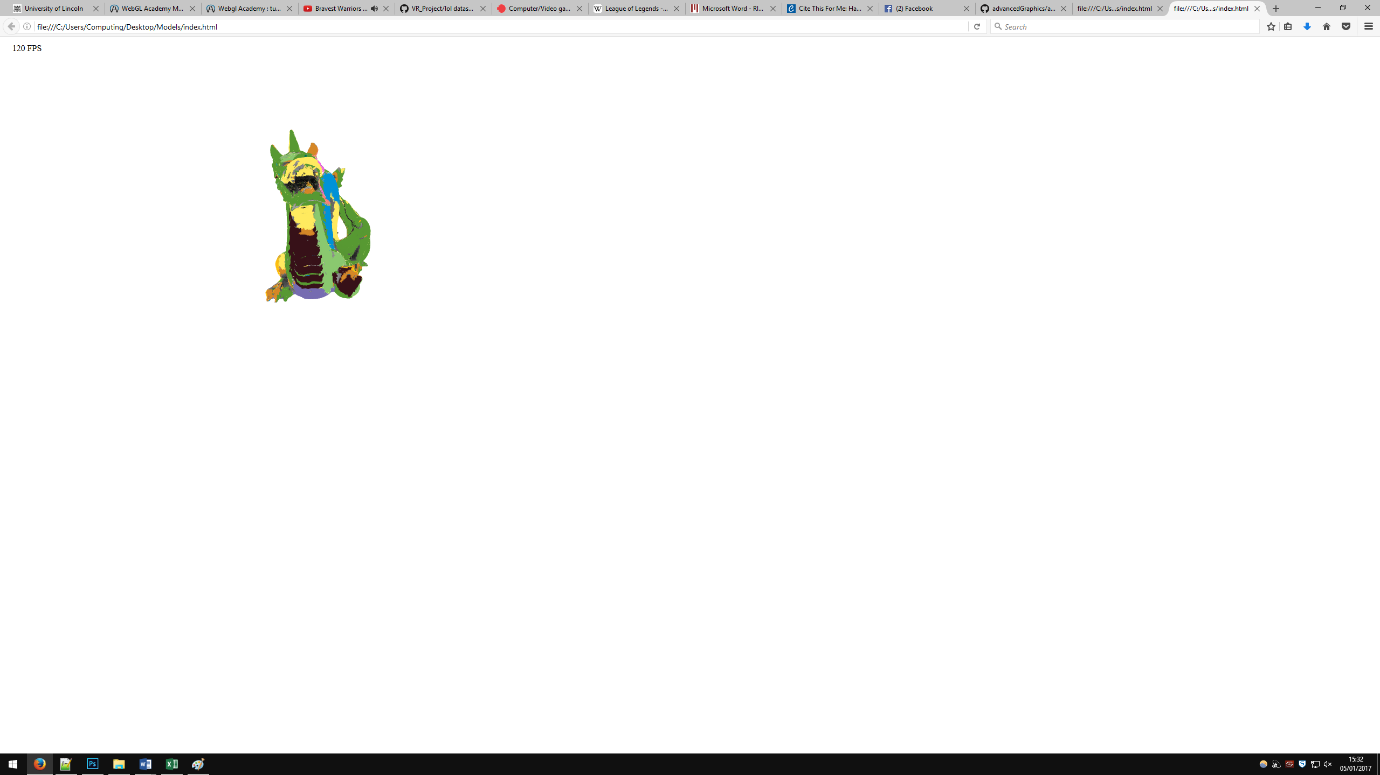 University of Lincoln
WebGL Academy M...
Webgl Academy : tu...
Bravest Warriors ...
VR_Project/lol datas...
Computer/Video ga...
League of Legends -...
Microsoft Word - RI...
Cite This For Me: Ha...
(2) Facebook
advancedGraphics/a...
file:///C:/Us...s/index.html
file:///C:/Us...s/index.html
file:///C:/Users/Computing/Desktop/Models/index.html
Search
120 FPS
15:32
05/01/2017